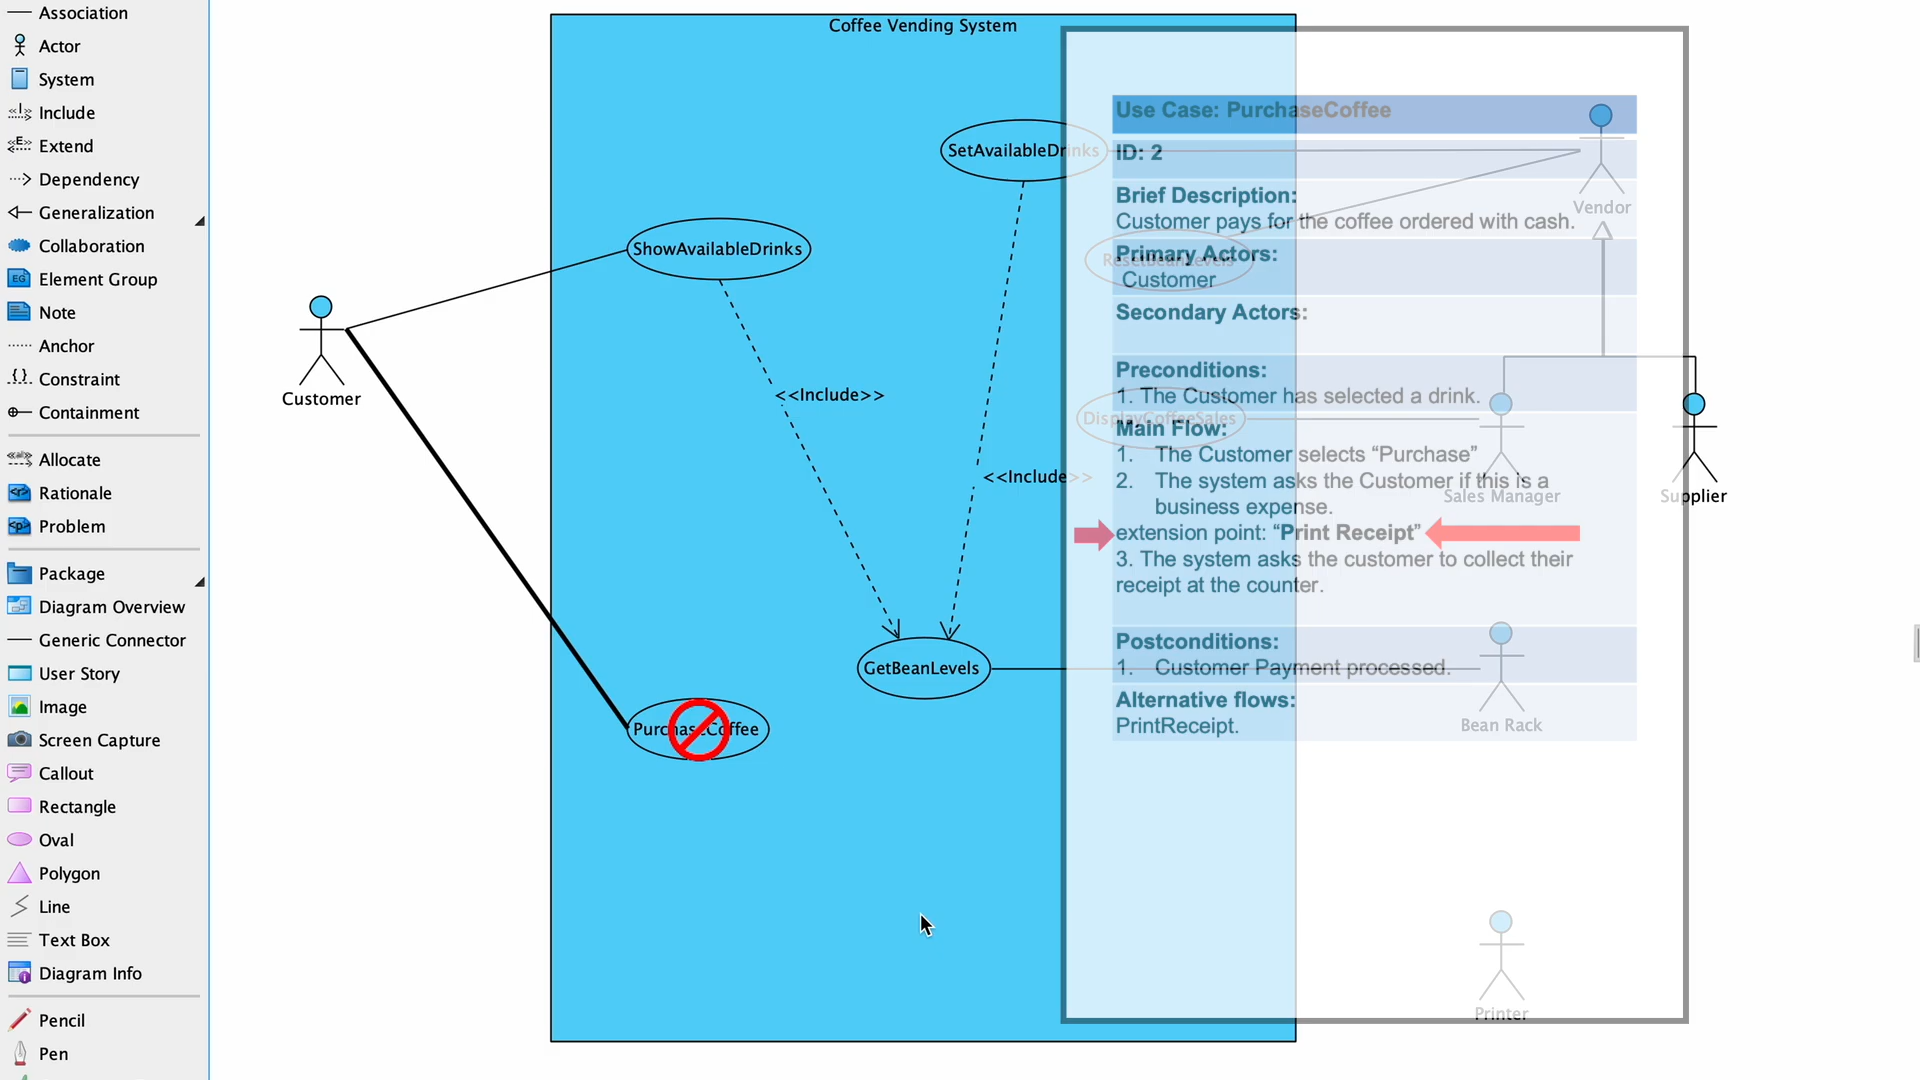 Association
Actor
System
Include
Extend
Dependency
Generalization
Collaboration
Element Group
Note
Anchor
Constraint
Containment
Allocate
Rationale
Problem
Package
Diagram Overview
Generic Connector
User Story
Image
Screen Capture
Callout
Rectangle
Oval
Polygon
Line
Text Box
Diagram Info
Pencil
Pen
Coffee Vending System
Customer
ShowAvailableDrinks
SetAvailableDrinks
<<Include>>
<<Include>>
GetBeanLevels
PurchaseCoffee
ResetBeanLevels
DisplayCoffeeSales
Vendor
Sales Manager
Supplier
Bean Rack
Printer
Use Case: PurchaseCoffee
ID: 2
Brief Description:
Customer pays for the coffee ordered with cash.
Primary Actors:
Customer
Secondary Actors:
Preconditions:
1. The Customer has selected a drink.
Main Flow:
1. The Customer selects “Purchase”
2. The system asks the Customer if this is a
business expense.
extension point: “Print Receipt”
3. The system asks the customer to collect their
receipt at the counter.
Postconditions:
1. Customer Payment processed.
Alternative flows:
PrintReceipt.